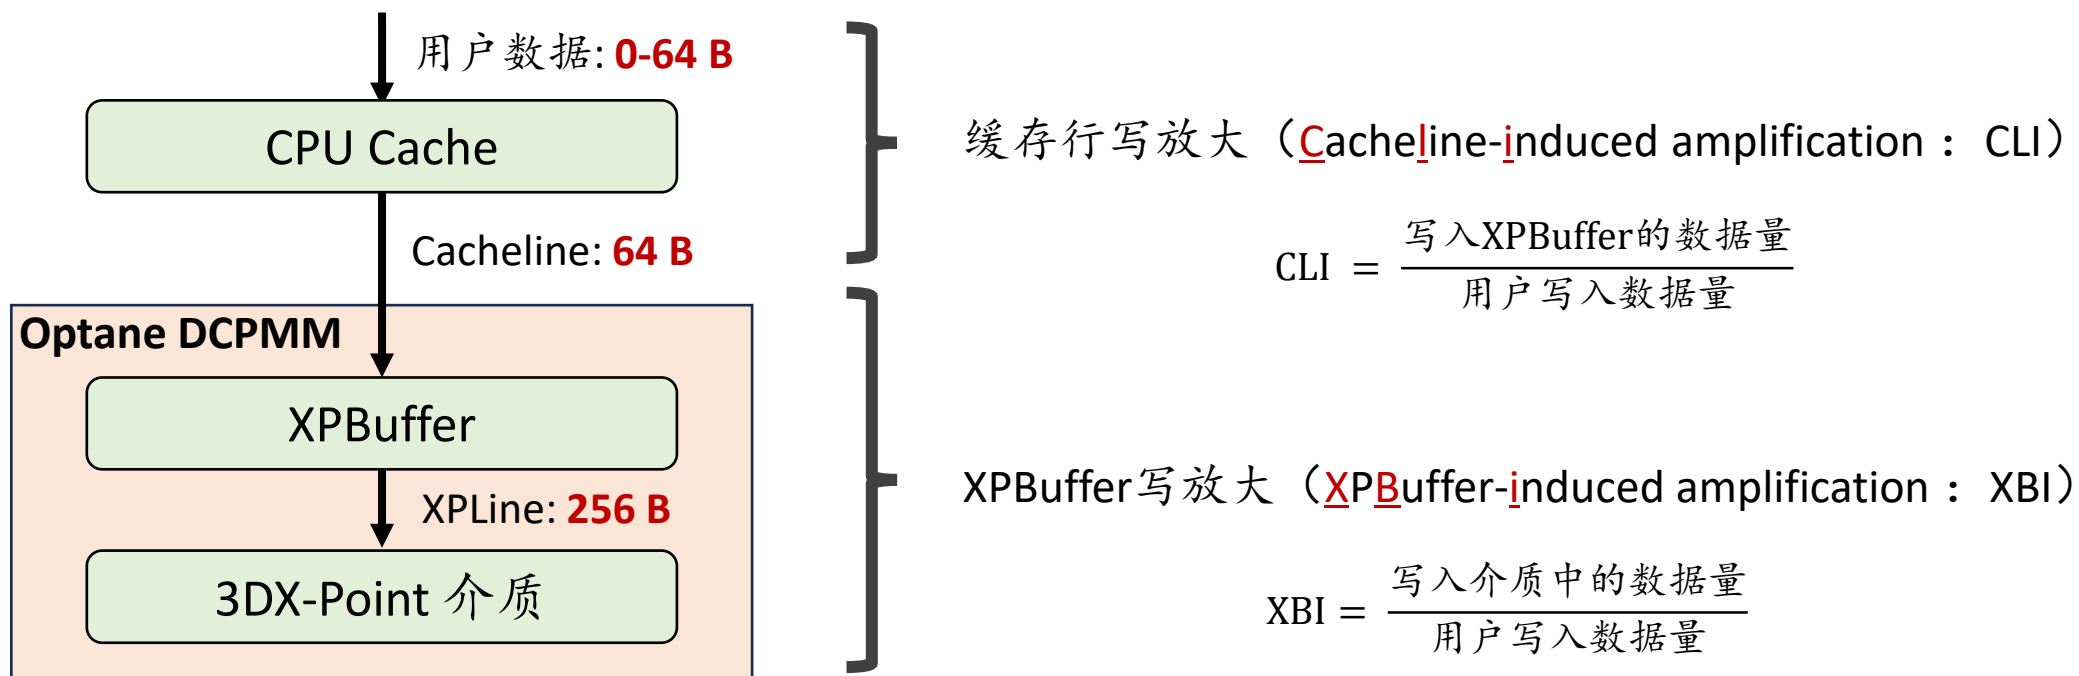 用户数据: 0-64 B
CPU Cache
Cacheline: 64 B
Optane DCPMM
XPBuffer
XPLine: 256 B
3DX-Point 介质
缓存行写放大（Cacheline-induced amplification： CLI）
CLI = 写入XPBuffer的数据量
用户写入数据量
XPBuffer写放大（XPBuffer-induced amplification： XBI）
XBI = 写入介质中的数据量
用户写入数据量